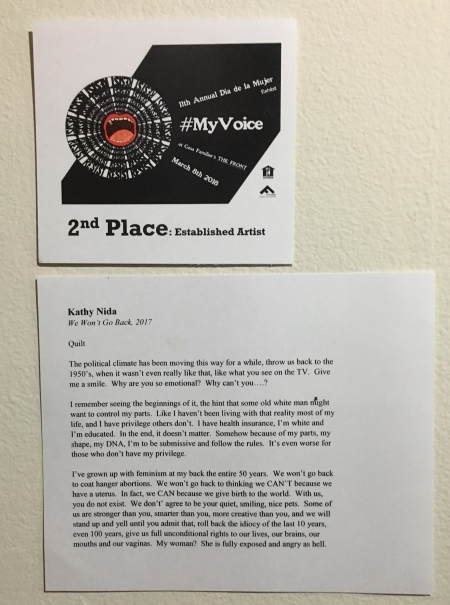 11th Annual Dia de la Mujer
Exhibit
#MyVoice
at Casa Familiar's THE FRONT
March 8th 2018
2nd Place: Established Artist
Kathy Nida
We Won't Go Back, 2017
Quilt
The political climate has been moving this way for a while, throw us back to the
1950's, when it wasn't even really like that, like what you see on the TV. Give
me a smile. Why are you so emotional? Why can't you….?
I remember seeing the beginnings of it, the hint that some old white man might
want to control my parts. Like I haven't been living with that reality most of my
life, and I have privilege others don't. I have health insurance, I'm white and
I'm educated. In the end, it doesn't matter. Somehow because of my parts, my
shape, my DNA, I'm to be submissive and follow the rules. It's even worse for
those who don't have my privilege.
I've grown up with feminism at my back the entire 50 years. We won't go back
to coat hanger abortions. We won't go back to thinking we CAN'T because we
have a uterus. In fact, we CAN because we give birth to the world. With us,
you do not exist. We don't' agree to be your quiet, smiling, nice pets. Some of
us are stronger than you, smarter than you, more creative than you, and we will
stand up and yell until you admit that, roll back the idiocy of the last 10 years,
even 100 years, give us full unconditional rights to our lives, our brains, our
mouths and our vaginas. My woman? She is fully exposed and angry as hell.